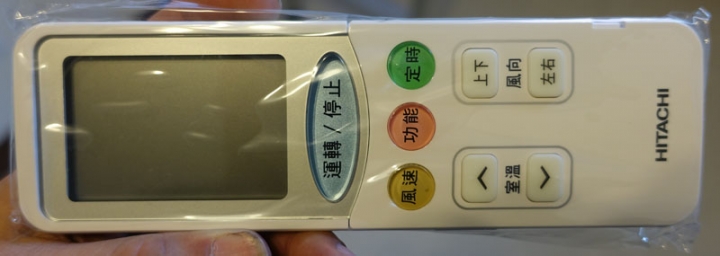 運轉 / 停止
風速
功能
定時
室溫
上下
風向
左右
HITACHI